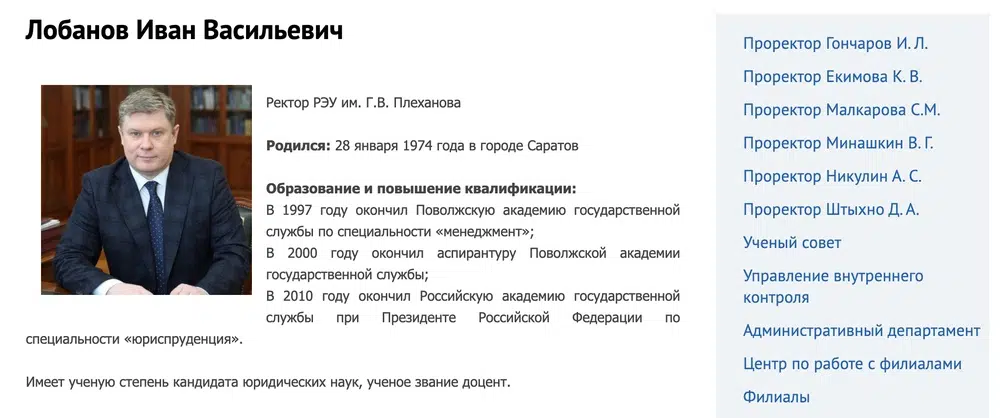 Лобанов Иван Васильевич
Ректор РЭУ им. Г.В. Плеханова
Родился: 28 января 1974 года в городе Саратов
Образование и повышение квалификации:
В 1997 году окончил Поволжскую академию государственной
службы по специальности «менеджмент»;
В 2000 году окончил аспирантуру Поволжской академии
государственной службы;
В 2010 году окончил Российскую академию государственной
службы при Президенте Российской Федерации по
специальности «юриспруденция».
Имеет ученую степень кандидата юридических наук, ученое звание доцент.
Проректор Гончаров И. Л.
Проректор Екимова К. В.
Проректор Малкарова С.М.
Проректор Минашкин В. Г.
Проректор Никулин А. С.
Проректор Штыхно Д. А.
Ученый совет
Управление внутреннего
контроля
Административный департамент
Центр по работе с филиалами
Филиалы